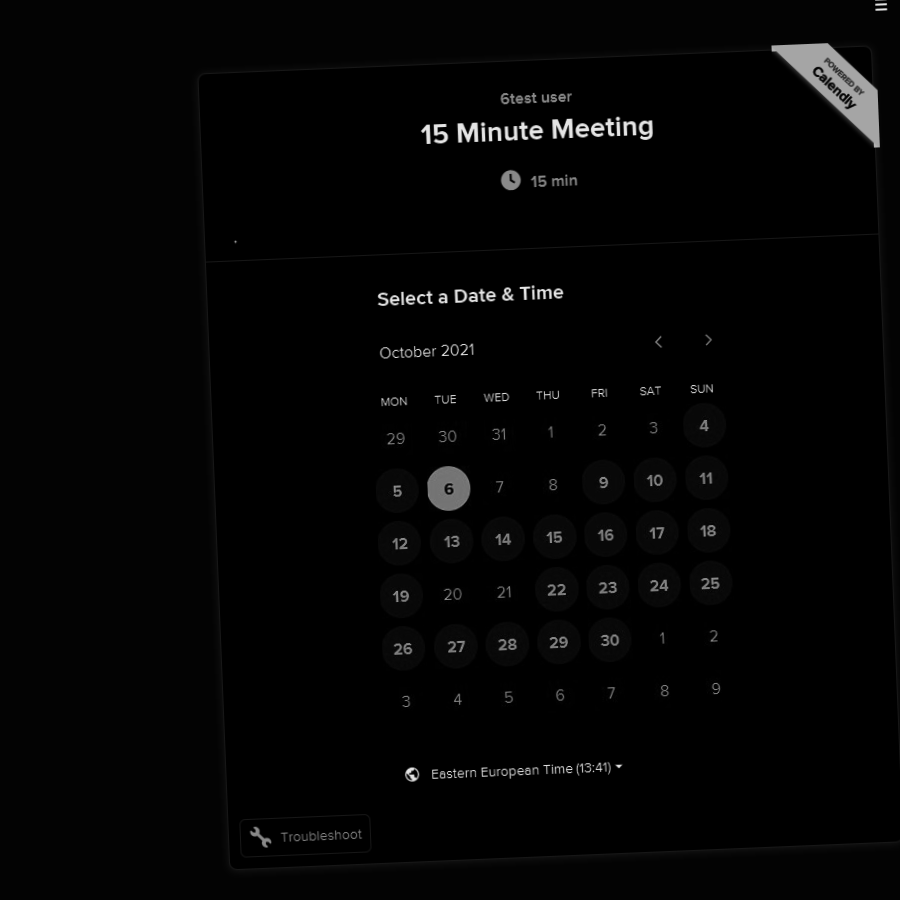 POWERED BY
Calendly
6test user
15 Minute Meeting
15 min
Select a Date & Time
October 2021
MON TUE WED THU FRI SAT SUN
29 30 31 1 2 3 4
5 6 7 8 9 10 11
12 13 14 15 16 17 18
19 20 21 22 23 24 25
26 27 28 29 30 1 2
3 4 5 6 7 8 9
Eastern European Time (13:41)
Troubleshoot